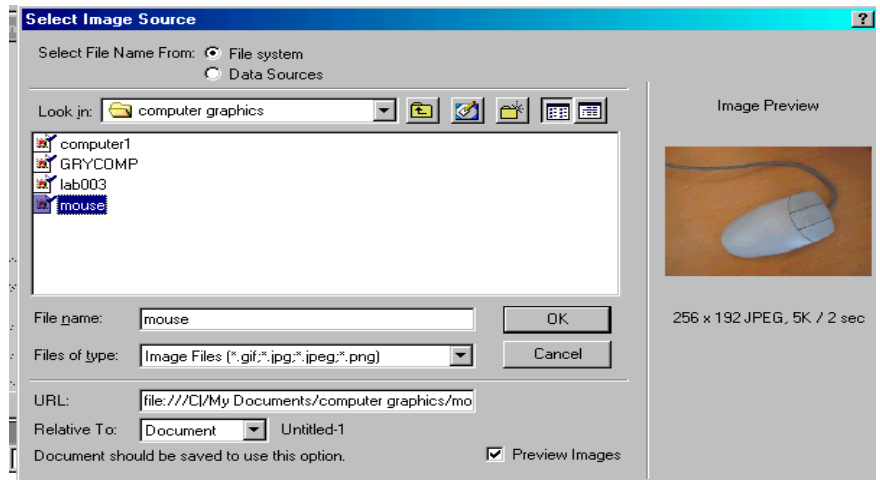 Select Image Source ?
Select File Name From: File system
Data Sources
Look in: computer graphics
computer1
GRYCOMP
lab003
mouse
File name: mouse OK
Files of type: Image Files (*.gif;*.jpg;*.jpeg;*.png) Cancel
URL: file:///C|/My Documents/computer graphics/mo
Relative To: Document Untitled-1
Document should be saved to use this option. Preview Images
Image Preview
256 x 192 JPEG, 5K / 2 sec